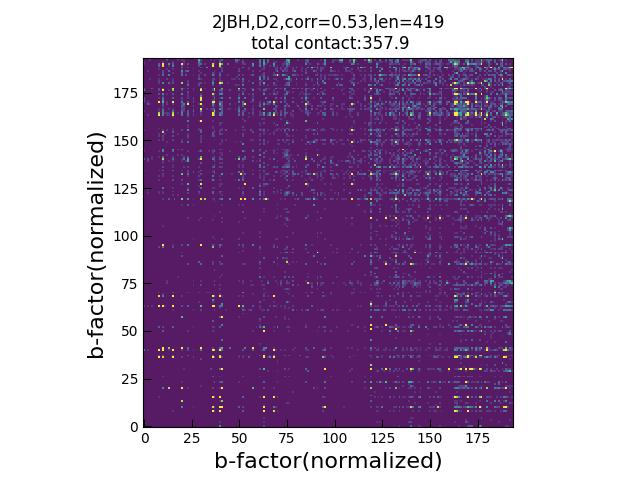 2JBH,D2,corr=0.53,len=419
total contact:357.9
b-factor(normalized)
175
150
125
100
75
50
25
0
0 25 50 75 100 125 150 175
b-factor(normalized)